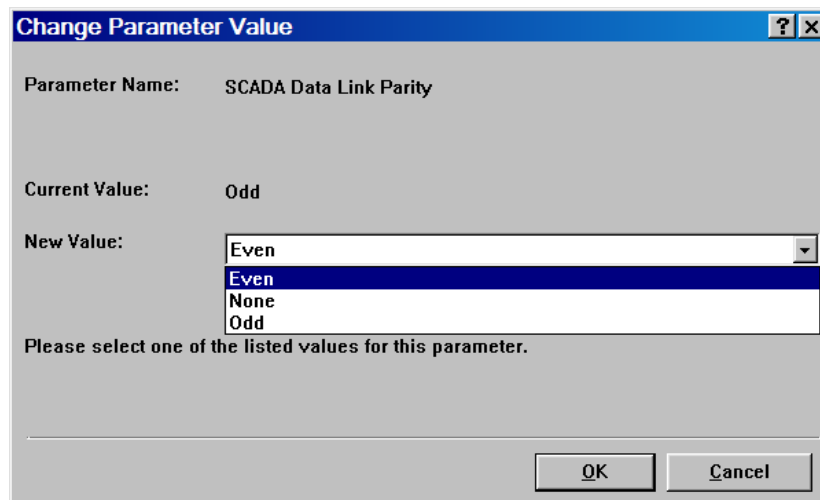 Change Parameter Value
Parameter Name: SCADA Data Link Parity
Current Value: Odd
New Value: Even
Even
None
Odd
Please select one of the listed values for this parameter.
OK Cancel